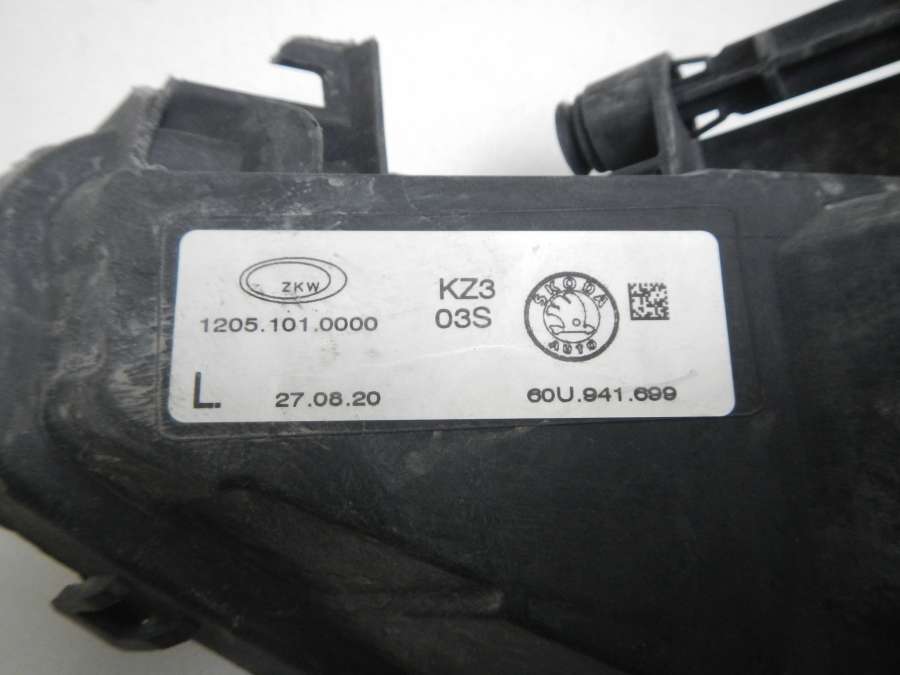 ZKW
1205.101.0000
KZ3
03S
SKODA
AUTO
L.
27.08.20
60U.941.699